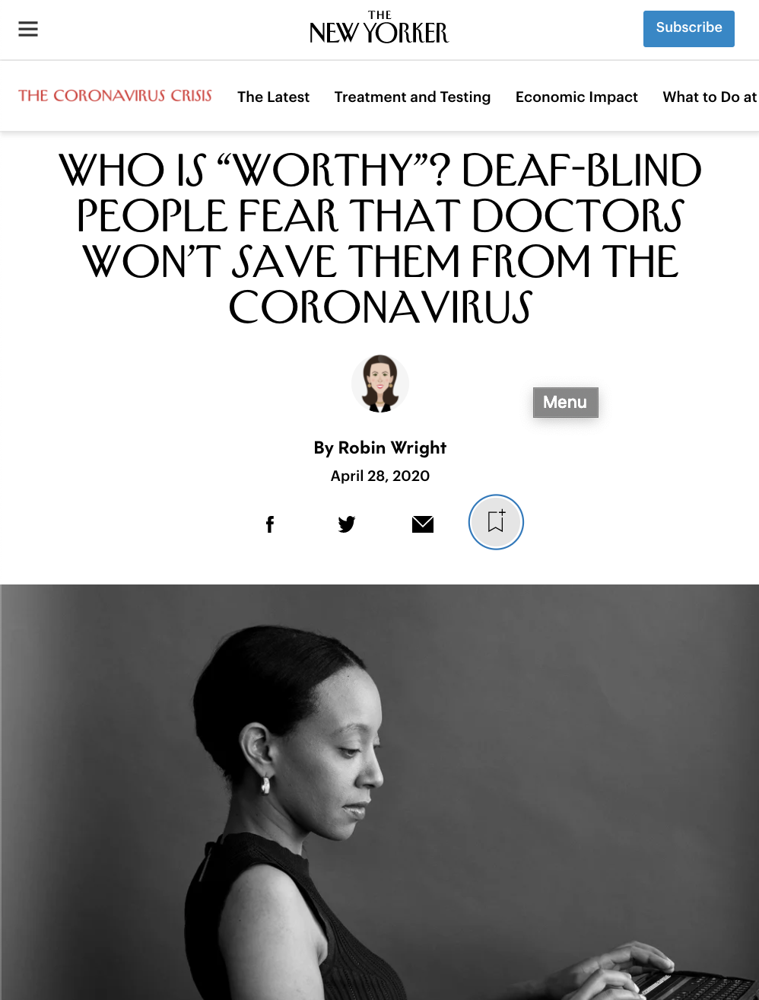 THE
NEW YORKER
Subscribe
THE CORONAVIRUS CRISIS
The Latest
Treatment and Testing
Economic Impact
What to Do at
WHO IS “WORTHY”? DEAF-BLIND
PEOPLE FEAR THAT DOCTORS
WON’T SAVE THEM FROM THE
CORONAVIRUS
Menu
By Robin Wright
April 28, 2020